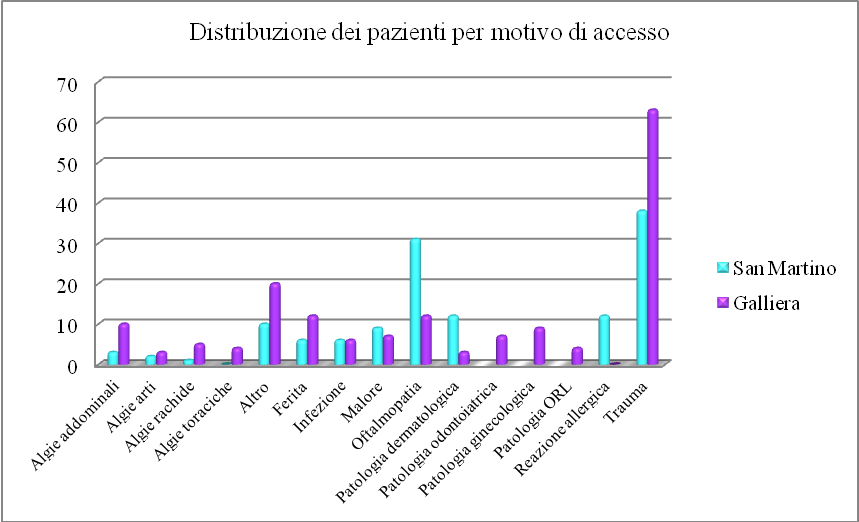 Distribuzione dei pazienti per motivo di accesso
70
60
50
40
30
20
10
0
Algie addominali
Algie arti
Algie rachide
Algie toraciche
Altro
Ferita
Infezione
Malore
Oftalmopatia
Patologia dermatologica
Patologia odontoiatrica
Patologia ginecologica
Patologia ORL
Reazione allergica
Trauma
San Martino
Galliera